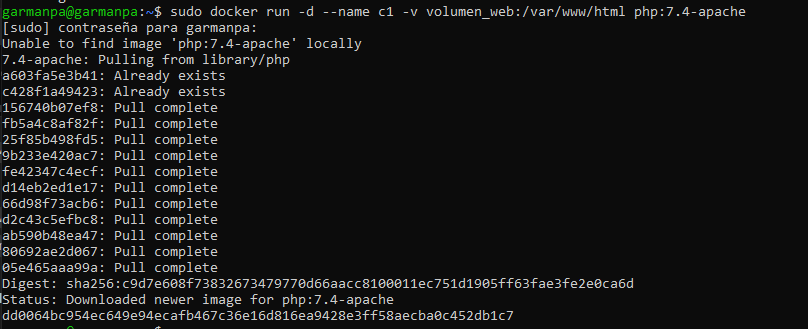 garmanpa@garmanpa:~$ sudo docker run -d --name c1 -v volumen_web:/var/www/html php:7.4-apache
[sudo] contraseña para garmanpa:
Unable to find image 'php:7.4-apache' locally
7.4-apache: Pulling from library/php
a603fa5e3b41: Already exists
c428f1a49423: Already exists
156740b07ef8: Pull complete
fb5a4c8af82f: Pull complete
25f85b498fd5: Pull complete
9b233e420ac7: Pull complete
fe42347c4ecf: Pull complete
d14eb2ed1e17: Pull complete
66d98f73acb6: Pull complete
d2c43c5efbc8: Pull complete
ab590b48ea47: Pull complete
80692ae2d067: Pull complete
05e465aaa99a: Pull complete
Digest: sha256:c9d7e608f73832673479770d66aacc8100011ec751d1905ff63fae3fe2e0ca6d
Status: Downloaded newer image for php:7.4-apache
dd0064bc954ec649e94ecafb467c36e16d816ea9428e3ff58aecba0c452db1c7